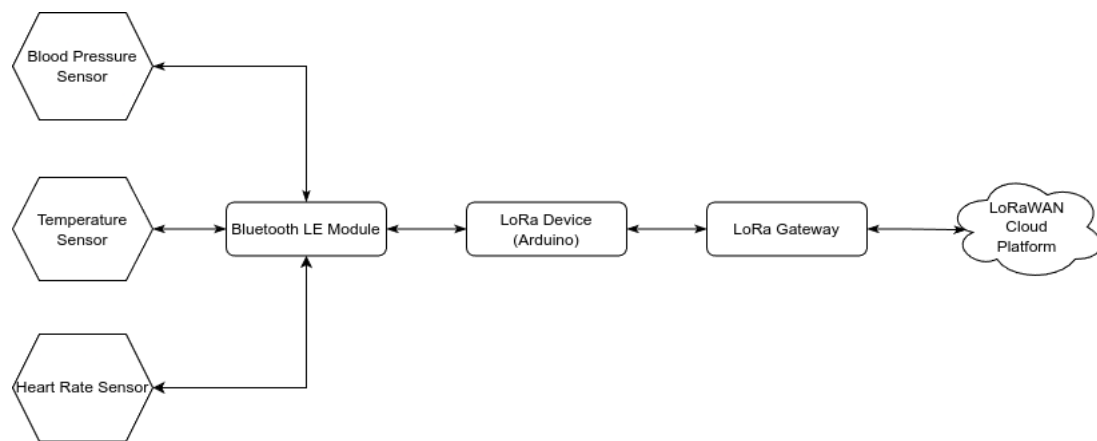 Blood Pressure
Sensor
Temperature
Sensor
Bluetooth LE Module
LoRa Device
(Arduino)
LoRa Gateway
LoRaWAN
Cloud
Platform
Heart Rate Sensor